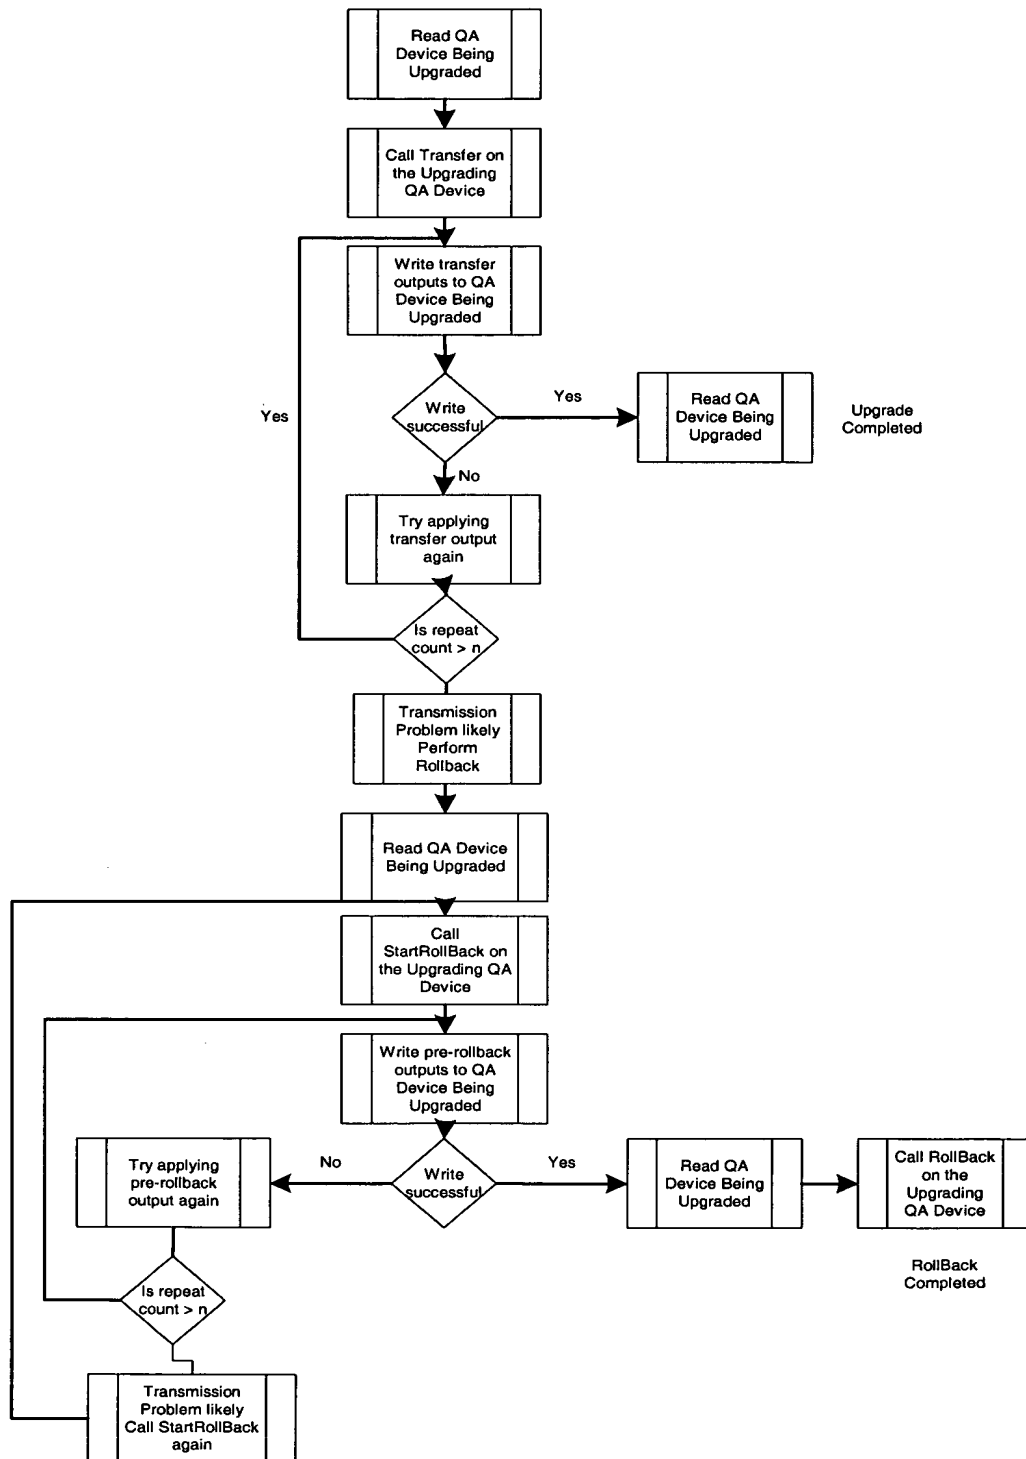 Read QA
Device Being
Upgraded
Call Transfer on
the Upgrading
QA Device
Write transfer
outputs to QA
Device Being
Upgraded
Yes
Write
successful
Yes
Read QA
Device Being
Upgraded
Upgrade
Completed
No
Try applying
transfer output
again
Is repeat
count > n
Transmission
Problem likely
Perform
Rollback
Read QA Device
Being Upgraded
Call
StartRollBack on
the Upgrading QA
Device
Write pre-rollback
outputs to QA
Device Being
Upgraded
Try applying
pre-rollback
output again
No
Write
successful
Yes
Read QA
Device Being
Upgraded
Call RollBack
on the
Upgrading
QA Device
RollBack
Completed
Is repeat
count > n
Transmission
Problem likely
Call StartRollBack
again